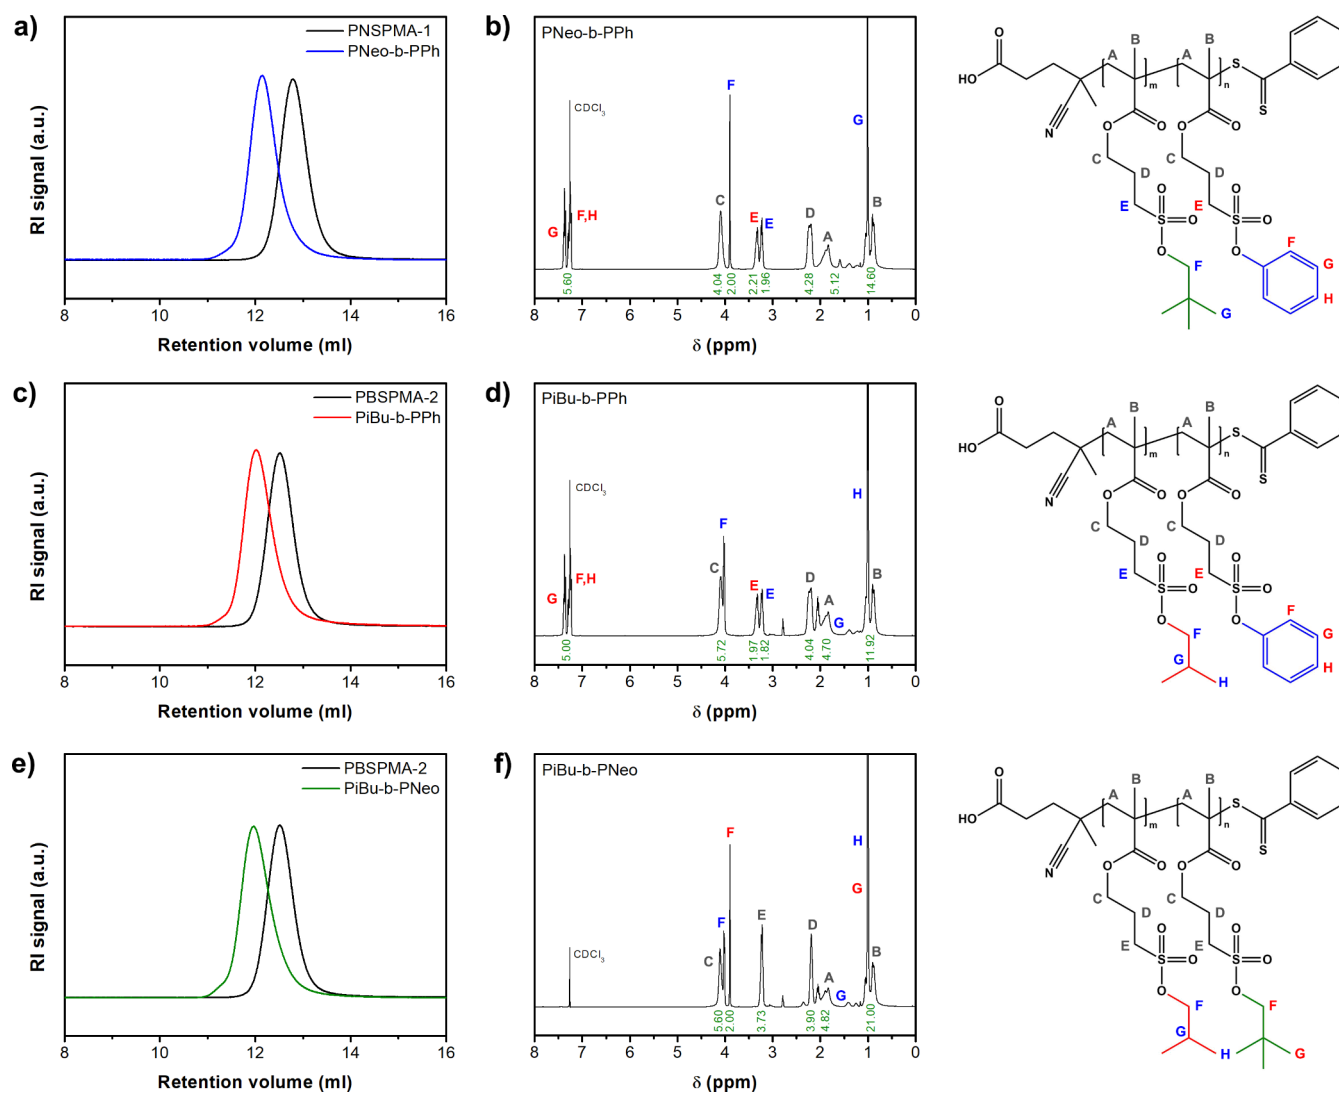 a)
PNSPMA-1
PNeo-b-PPh
RI signal (a.u.)
8 10 12 14 16
Retention volume (ml)
b)
PNeo-b-PPh
CDCl3
G
F,H
C
F
E
E
D
A
G
B
5.60
4.04
2.00
2.21
1.96
4.28
5.12
14.60
8 7 6 5 4 3 2 1 0
δ (ppm)
O
HO
N
A B A B
m n
S
S
O O O O
C C
D D
E E
O S O O S O
O O
F F
G G
H
c)
PBSPMA-2
PiBu-b-PPh
RI signal (a.u.)
8 10 12 14 16
Retention volume (ml)
d)
PiBu-b-PPh
CDCl3
G
F,H
C
F
E
E
D
A
G
H
B
5.00
5.72
1.97
1.82
4.04
4.70
11.92
8 7 6 5 4 3 2 1 0
δ (ppm)
O
HO
N
A B A B
m n
S
S
O O O O
C C
D D
E E
O S O O S O
O O
F F
G G
H H
e)
PBSPMA-2
PiBu-b-PNeo
RI signal (a.u.)
8 10 12 14 16
Retention volume (ml)
f)
PiBu-b-PNeo
CDCl3
C
F
F
E
D
A
G
H
G
B
5.60
2.00
3.73
3.90
4.82
21.00
8 7 6 5 4 3 2 1 0
δ (ppm)
O
HO
N
A B A B
m n
S
S
O O O O
C C
D D
E E
O S O O S O
O O
F F
G
H G